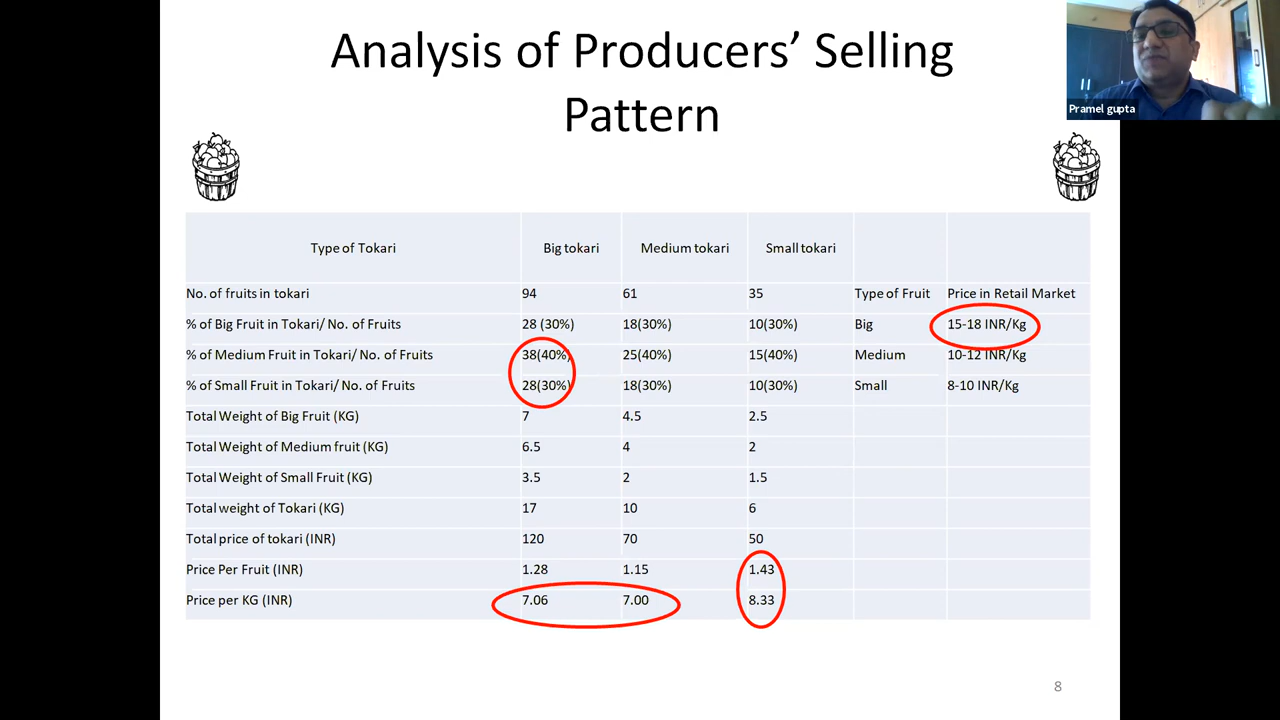 Analysis of Producers’ Selling
Pattern
Pramel gupta
Type of Tokari Big tokari Medium tokari Small tokari
No. of fruits in tokari 94 61 35 Type of Fruit Price in Retail Market
% of Big Fruit in Tokari/ No. of Fruits 28 (30%) 18(30%) 10(30%) Big 15-18 INR/Kg
% of Medium Fruit in Tokari/ No. of Fruits 38(40%) 25(40%) 15(40%) Medium 10-12 INR/Kg
% of Small Fruit in Tokari/ No. of Fruits 28(30%) 18(30%) 10(30%) Small 8-10 INR/Kg
Total Weight of Big Fruit (KG) 7 4.5 2.5
Total Weight of Medium fruit (KG) 6.5 4 2
Total Weight of Small Fruit (KG) 3.5 2 1.5
Total weight of Tokari (KG) 17 10 6
Total price of tokari (INR) 120 70 50
Price Per Fruit (INR) 1.28 1.15 1.43
Price per KG (INR) 7.06 7.00 8.33
8